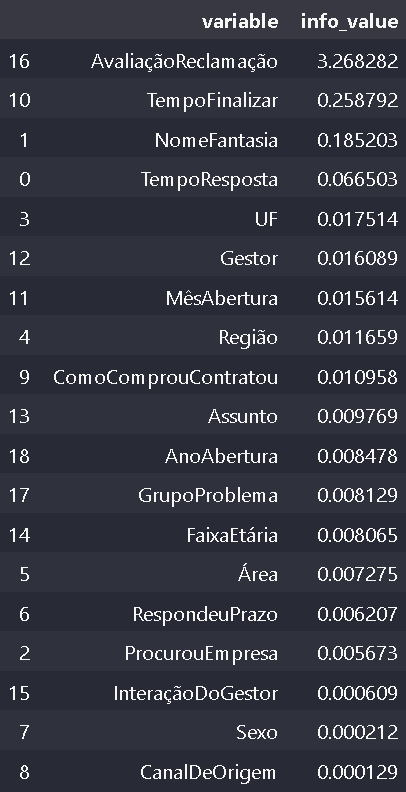 variable info_value
16 AvaliaçãoReclamação 3.268282
10 TempoFinalizar 0.258792
1 NomeFantasia 0.185203
0 TempoResposta 0.066503
3 UF 0.017514
12 Gestor 0.016089
11 MêsAbertura 0.015614
4 Região 0.011659
9 ComoComprouContratou 0.010958
13 Assunto 0.009769
18 AnoAbertura 0.008478
17 GrupoProblema 0.008129
14 FaixaEtária 0.008065
5 Área 0.007275
6 RespondeuPrazo 0.006207
2 ProcurouEmpresa 0.005673
15 InteraçãoDoGestor 0.000609
7 Sexo 0.000212
8 CanalDeOrigem 0.000129